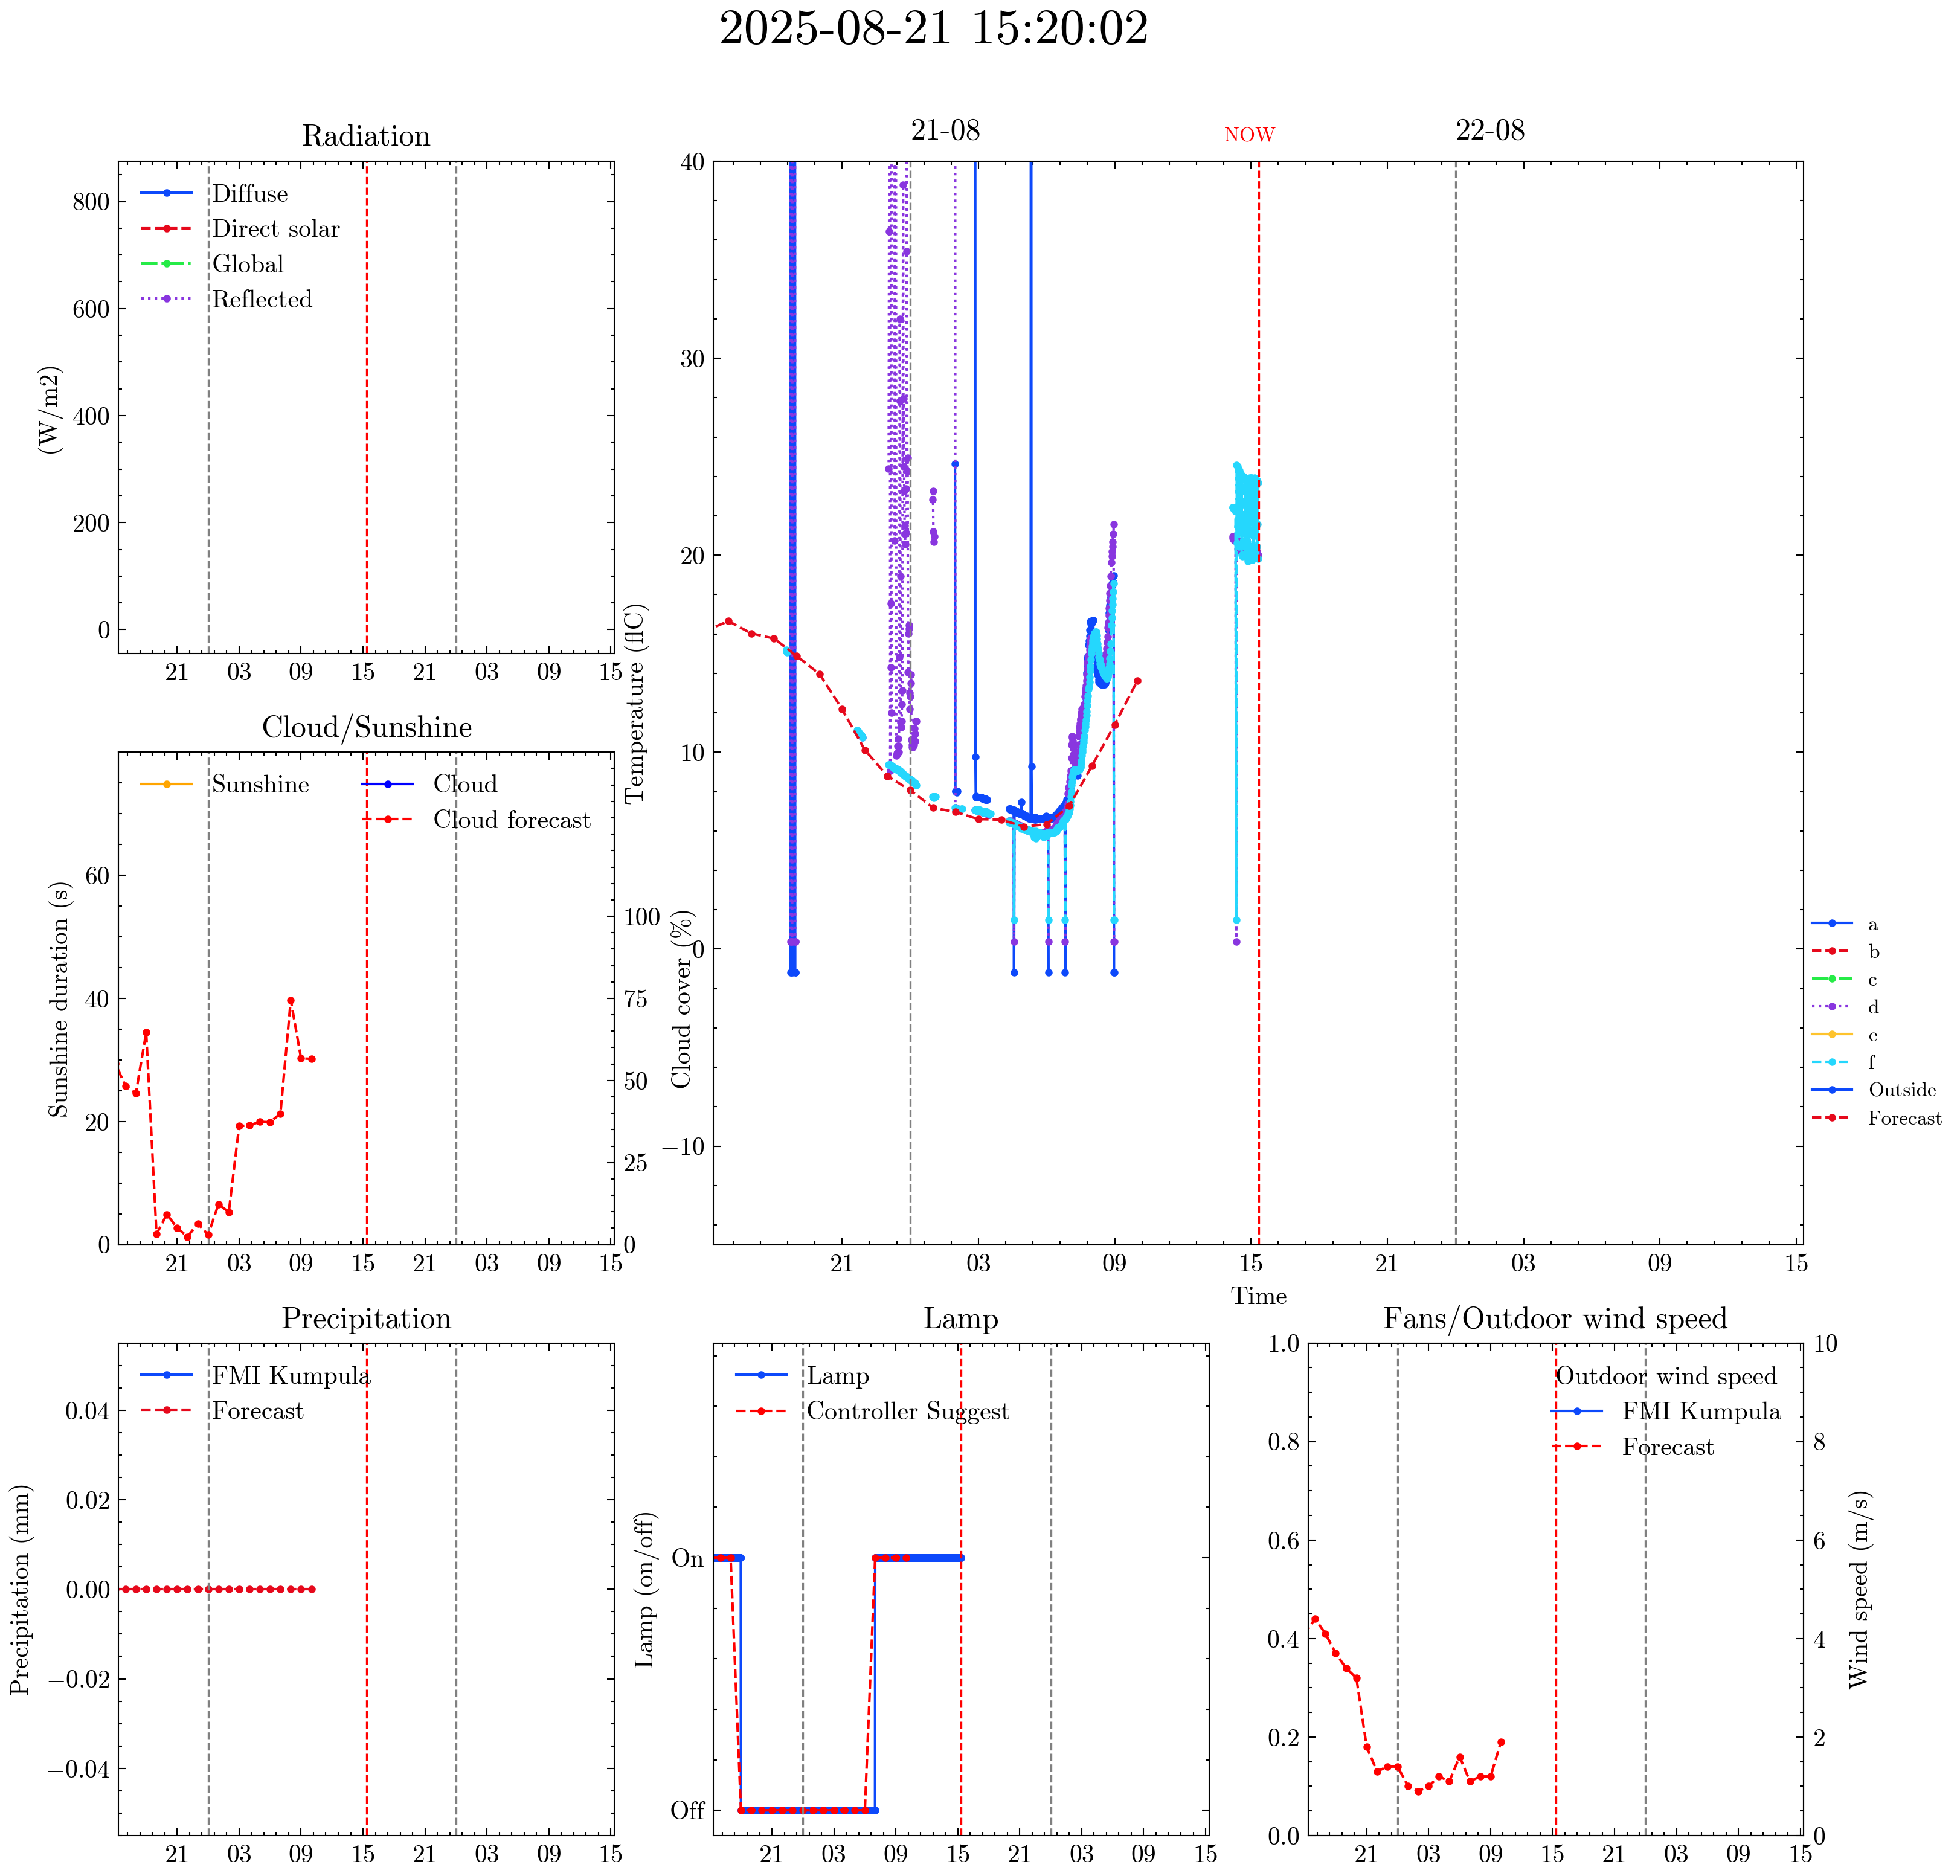 2025-08-21 15:20:02
Radiation
21-08
NOW
22-08
Diffuse
Direct solar
Global
Reflected
800
600
400
200
0
(W/m2)
21 03 09 15 21 03 09 15
40
30
20
10
0
−10
Temperature (flC)
21 03 09 15 21 03 09 15
Time
a
b
c
d
e
f
Outside
Forecast
Cloud/Sunshine
Sunshine
Cloud
Cloud forecast
60
40
20
0
Sunshine duration (s)
100
75
50
25
0
Cloud cover (%)
21 03 09 15 21 03 09 15
Precipitation
FMI Kumpula
Forecast
0.04
0.02
0.00
−0.02
−0.04
Precipitation (mm)
21 03 09 15 21 03 09 15
Lamp
Lamp
Controller Suggest
On
Off
Lamp (on/off)
21 03 09 15 21 03 09 15
Fans/Outdoor wind speed
Outdoor wind speed
FMI Kumpula
Forecast
1.0
0.8
0.6
0.4
0.2
0.0
10
8
6
4
2
0
Wind speed (m/s)
21 03 09 15 21 03 09 15